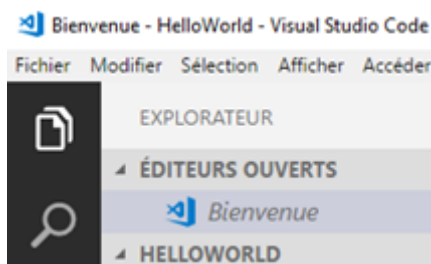 Bienvenue - HelloWorld - Visual Studio Code
Fichier Modifier Sélection Afficher Accéder
EXPLORATEUR
ÉDITEURS OUVERTS
Bienvenue
HELLOWORLD